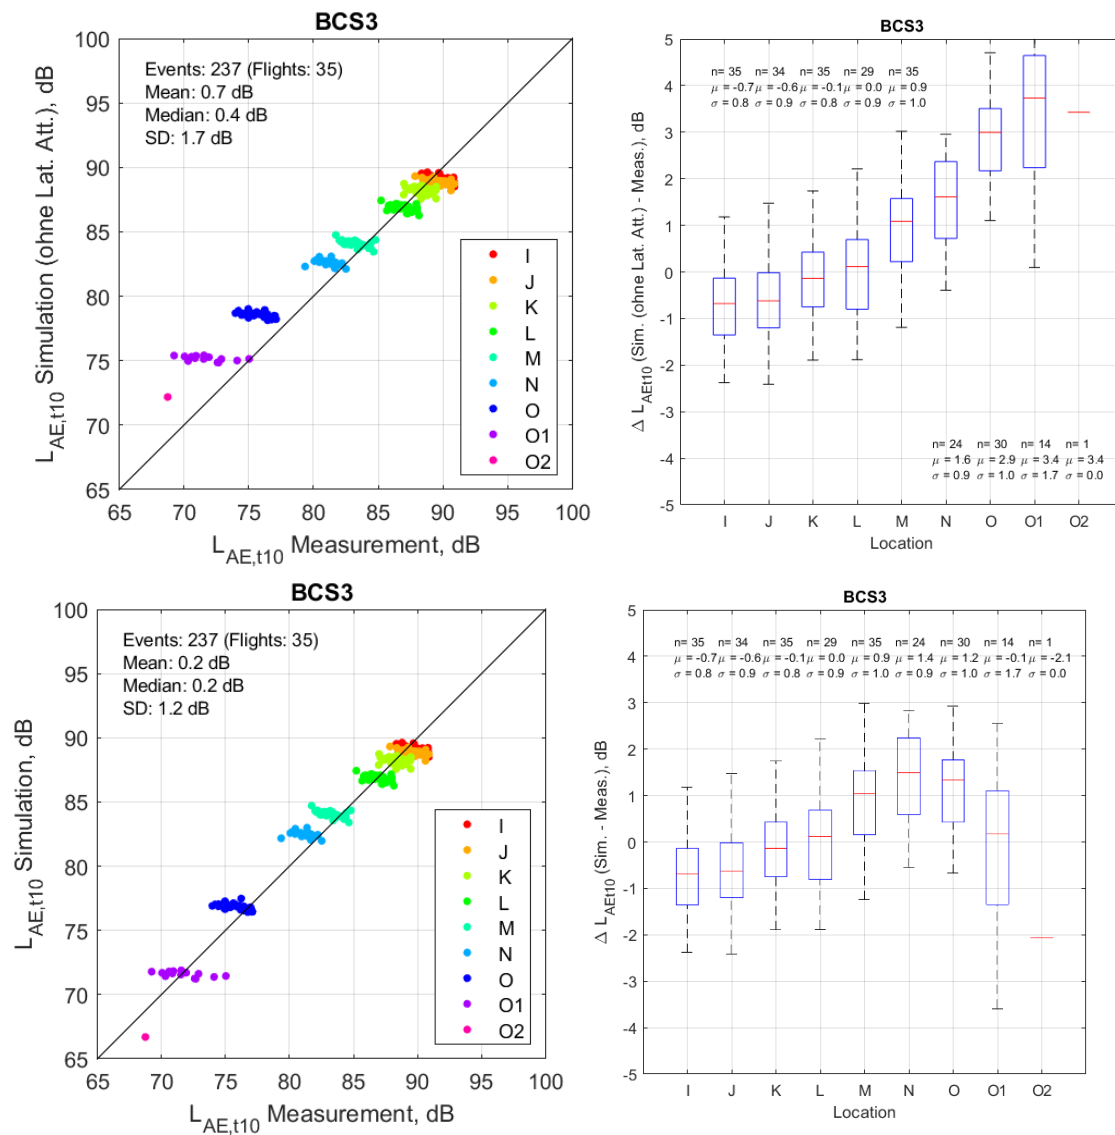 BCS3
Events: 237 (Flights: 35)
Mean: 0.7 dB
Median: 0.4 dB
SD: 1.7 dB
L_AE,t10 Simulation (ohne Lat. Att.), dB
100
95
90
85
80
75
70
65
I
J
K
L
M
N
O
O1
O2
65 70 75 80 85 90 95 100
L_AE,t10 Measurement, dB
BCS3
Δ L_AEt10 (Sim. (ohne Lat. Att.) - Meas.), dB
5
4
3
2
1
0
-1
-2
-3
-4
-5
n= 35 n= 34 n= 35 n= 29 n= 35
μ = -0.7 μ = -0.6 μ = -0.1 μ = 0.0 μ = 0.9
σ = 0.8 σ = 0.9 σ = 0.8 σ = 0.9 σ = 1.0
n= 24 n= 30 n= 14 n= 1
μ = 1.6 μ = 2.9 μ = 3.4 μ = 3.4
σ = 0.9 σ = 1.0 σ = 1.7 σ = 0.0
I J K L M N O O1 O2
Location
BCS3
Events: 237 (Flights: 35)
Mean: 0.2 dB
Median: 0.2 dB
SD: 1.2 dB
L_AE,t10 Simulation, dB
100
95
90
85
80
75
70
65
I
J
K
L
M
N
O
O1
O2
65 70 75 80 85 90 95 100
L_AE,t10 Measurement, dB
BCS3
Δ L_AEt10 (Sim. - Meas.), dB
5
4
3
2
1
0
-1
-2
-3
-4
-5
n= 35 n= 34 n= 35 n= 29 n= 35 n= 24 n= 30 n= 14 n= 1
μ = -0.7 μ = -0.6 μ = -0.1 μ = 0.0 μ = 0.9 μ = 1.4 μ = 1.2 μ = -0.1 μ = -2.1
σ = 0.8 σ = 0.9 σ = 0.8 σ = 0.9 σ = 1.0 σ = 0.9 σ = 1.0 σ = 1.7 σ = 0.0
I J K L M N O O1 O2
Location